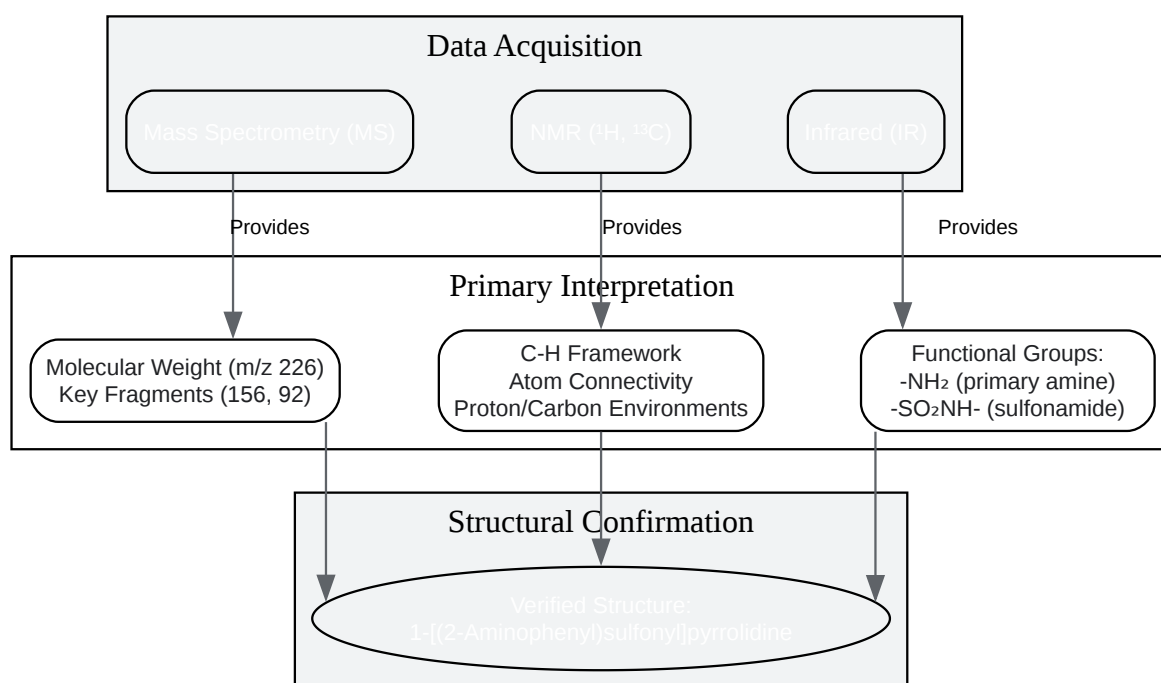 Data Acquisition
Mass Spectrometry (MS)
NMR (¹H, ¹³C)
Infrared (IR)
Provides
Provides
Provides
Primary Interpretation
Molecular Weight (m/z 226)
Key Fragments (156, 92)
C-H Framework
Atom Connectivity
Proton/Carbon Environments
Functional Groups:
-NH₂ (primary amine)
-SO₂NH- (sulfonamide)
Structural Confirmation
Verified Structure:
1-[(2-Aminophenyl)sulfonyl]pyrrolidine